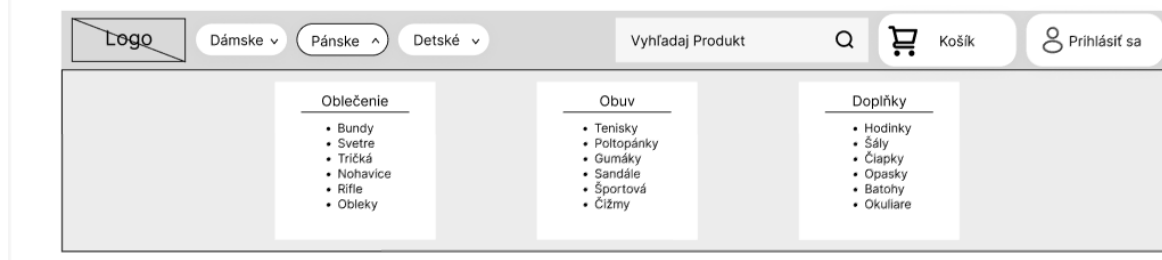 Logo
Dámske
Pánske
Detské
Vyhľadaj Produkt
Košík
Prihlásiť sa
Oblečenie
Bundy
Svetre
Tričká
Nohavice
Rifle
Obleky
Obuv
Tenisky
Poltopánky
Gumáky
Sandále
Športová
Čižmy
Doplňky
Hodinky
Šály
Čiapky
Opasky
Batohy
Okuliare